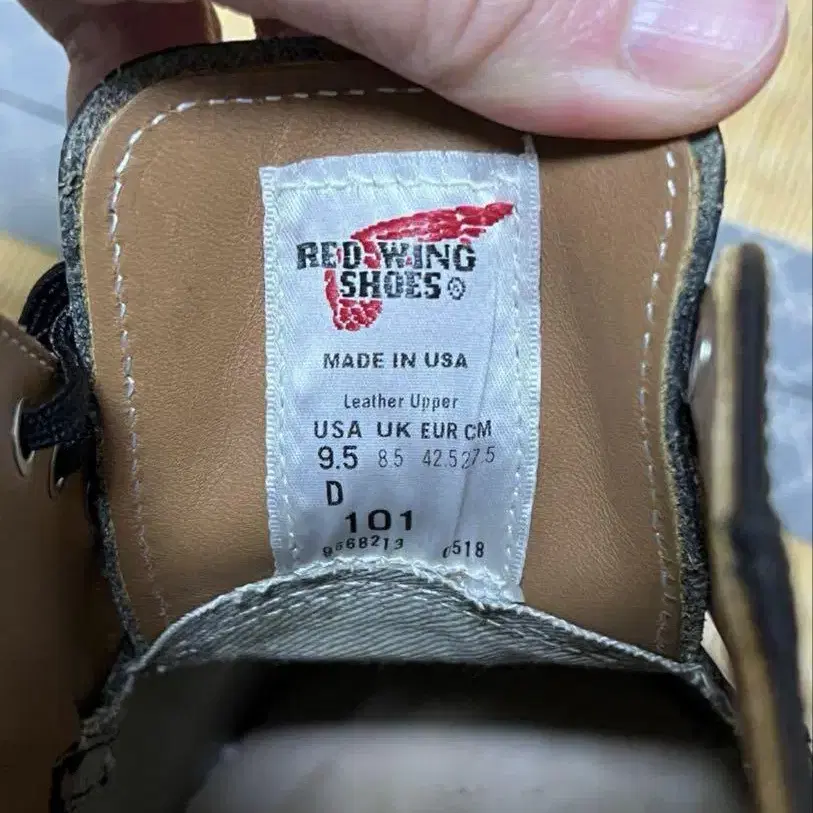 RED WING
SHOES ®
MADE IN USA
Leather Upper
USA UK EUR CM
9.5 8.5 42.5 27.5
D
101
0518